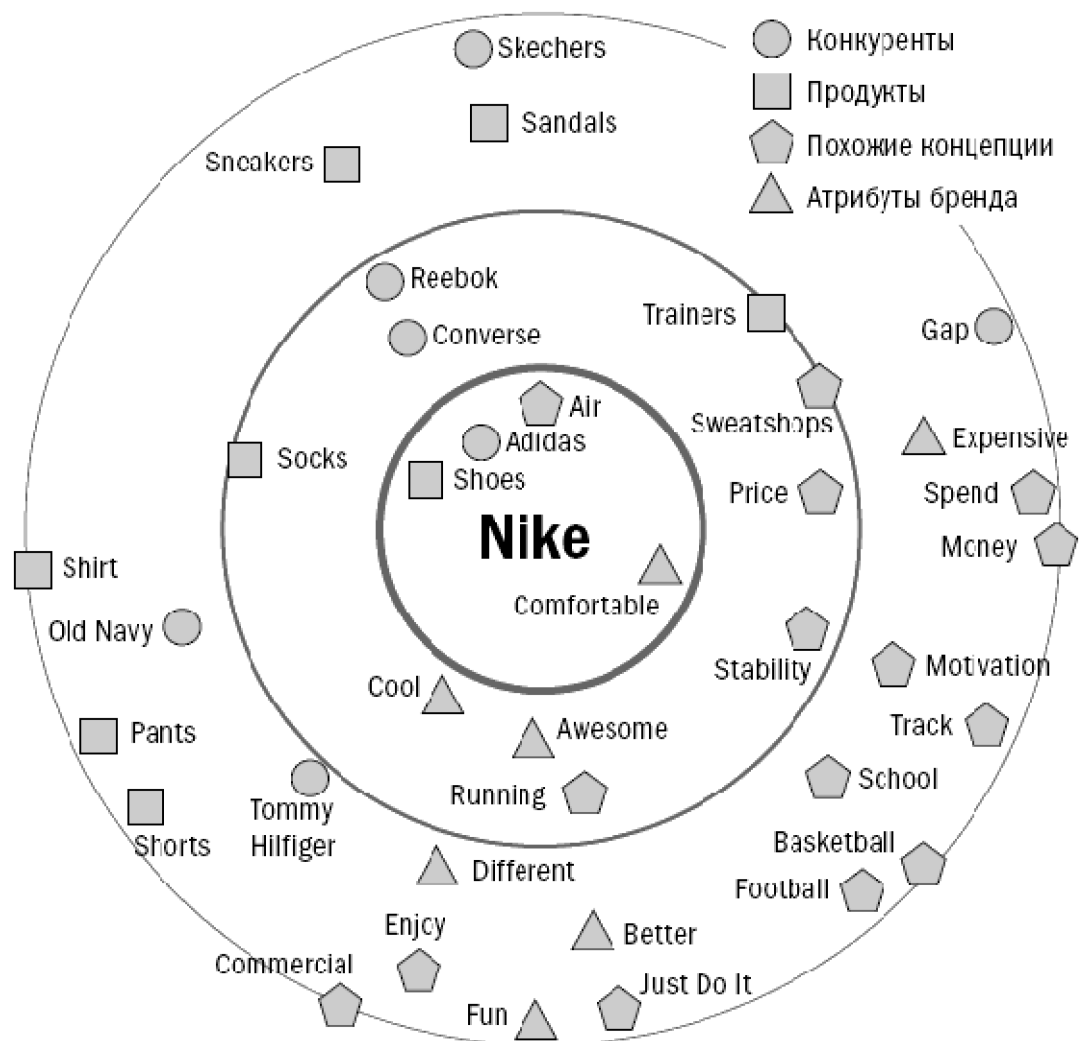 Skechers
Конкуренты
Продукты
Sandals
Похожие концепции
Sneakers
Атрибуты бренда
Reebok
Trainers
Gap
Converse
Air
Sweatshops
Adidas
Expensive
Socks
Shoes
Price
Spend
Nike
Money
Shirt
Comfortable
Old Navy
Stability
Motivation
Cool
Track
Pants
Awesome
School
Running
Tommy
Hilfiger
Shorts
Basketball
Different
Football
Enjoy
Better
Commercial
Just Do It
Fun